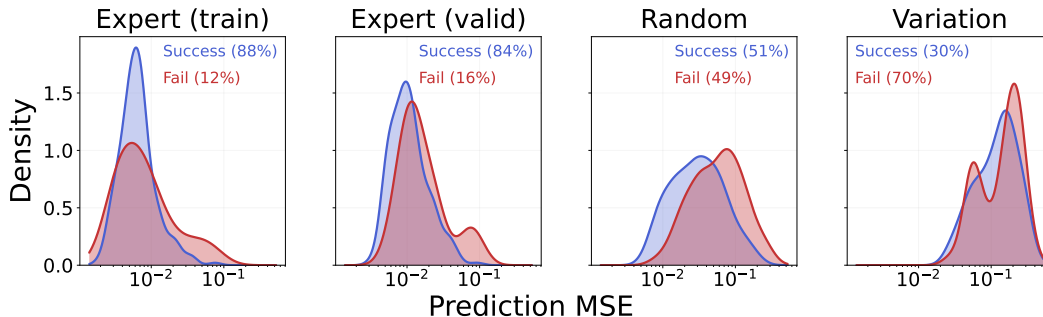 Expert (train)
Expert (valid)
Random
Variation
Success (88%)
Fail (12%)
Success (84%)
Fail (16%)
Success (51%)
Fail (49%)
Success (30%)
Fail (70%)
Density
1.5
1.0
0.5
0.0
10⁻² 10⁻¹
10⁻² 10⁻¹
10⁻² 10⁻¹
10⁻² 10⁻¹
Prediction MSE